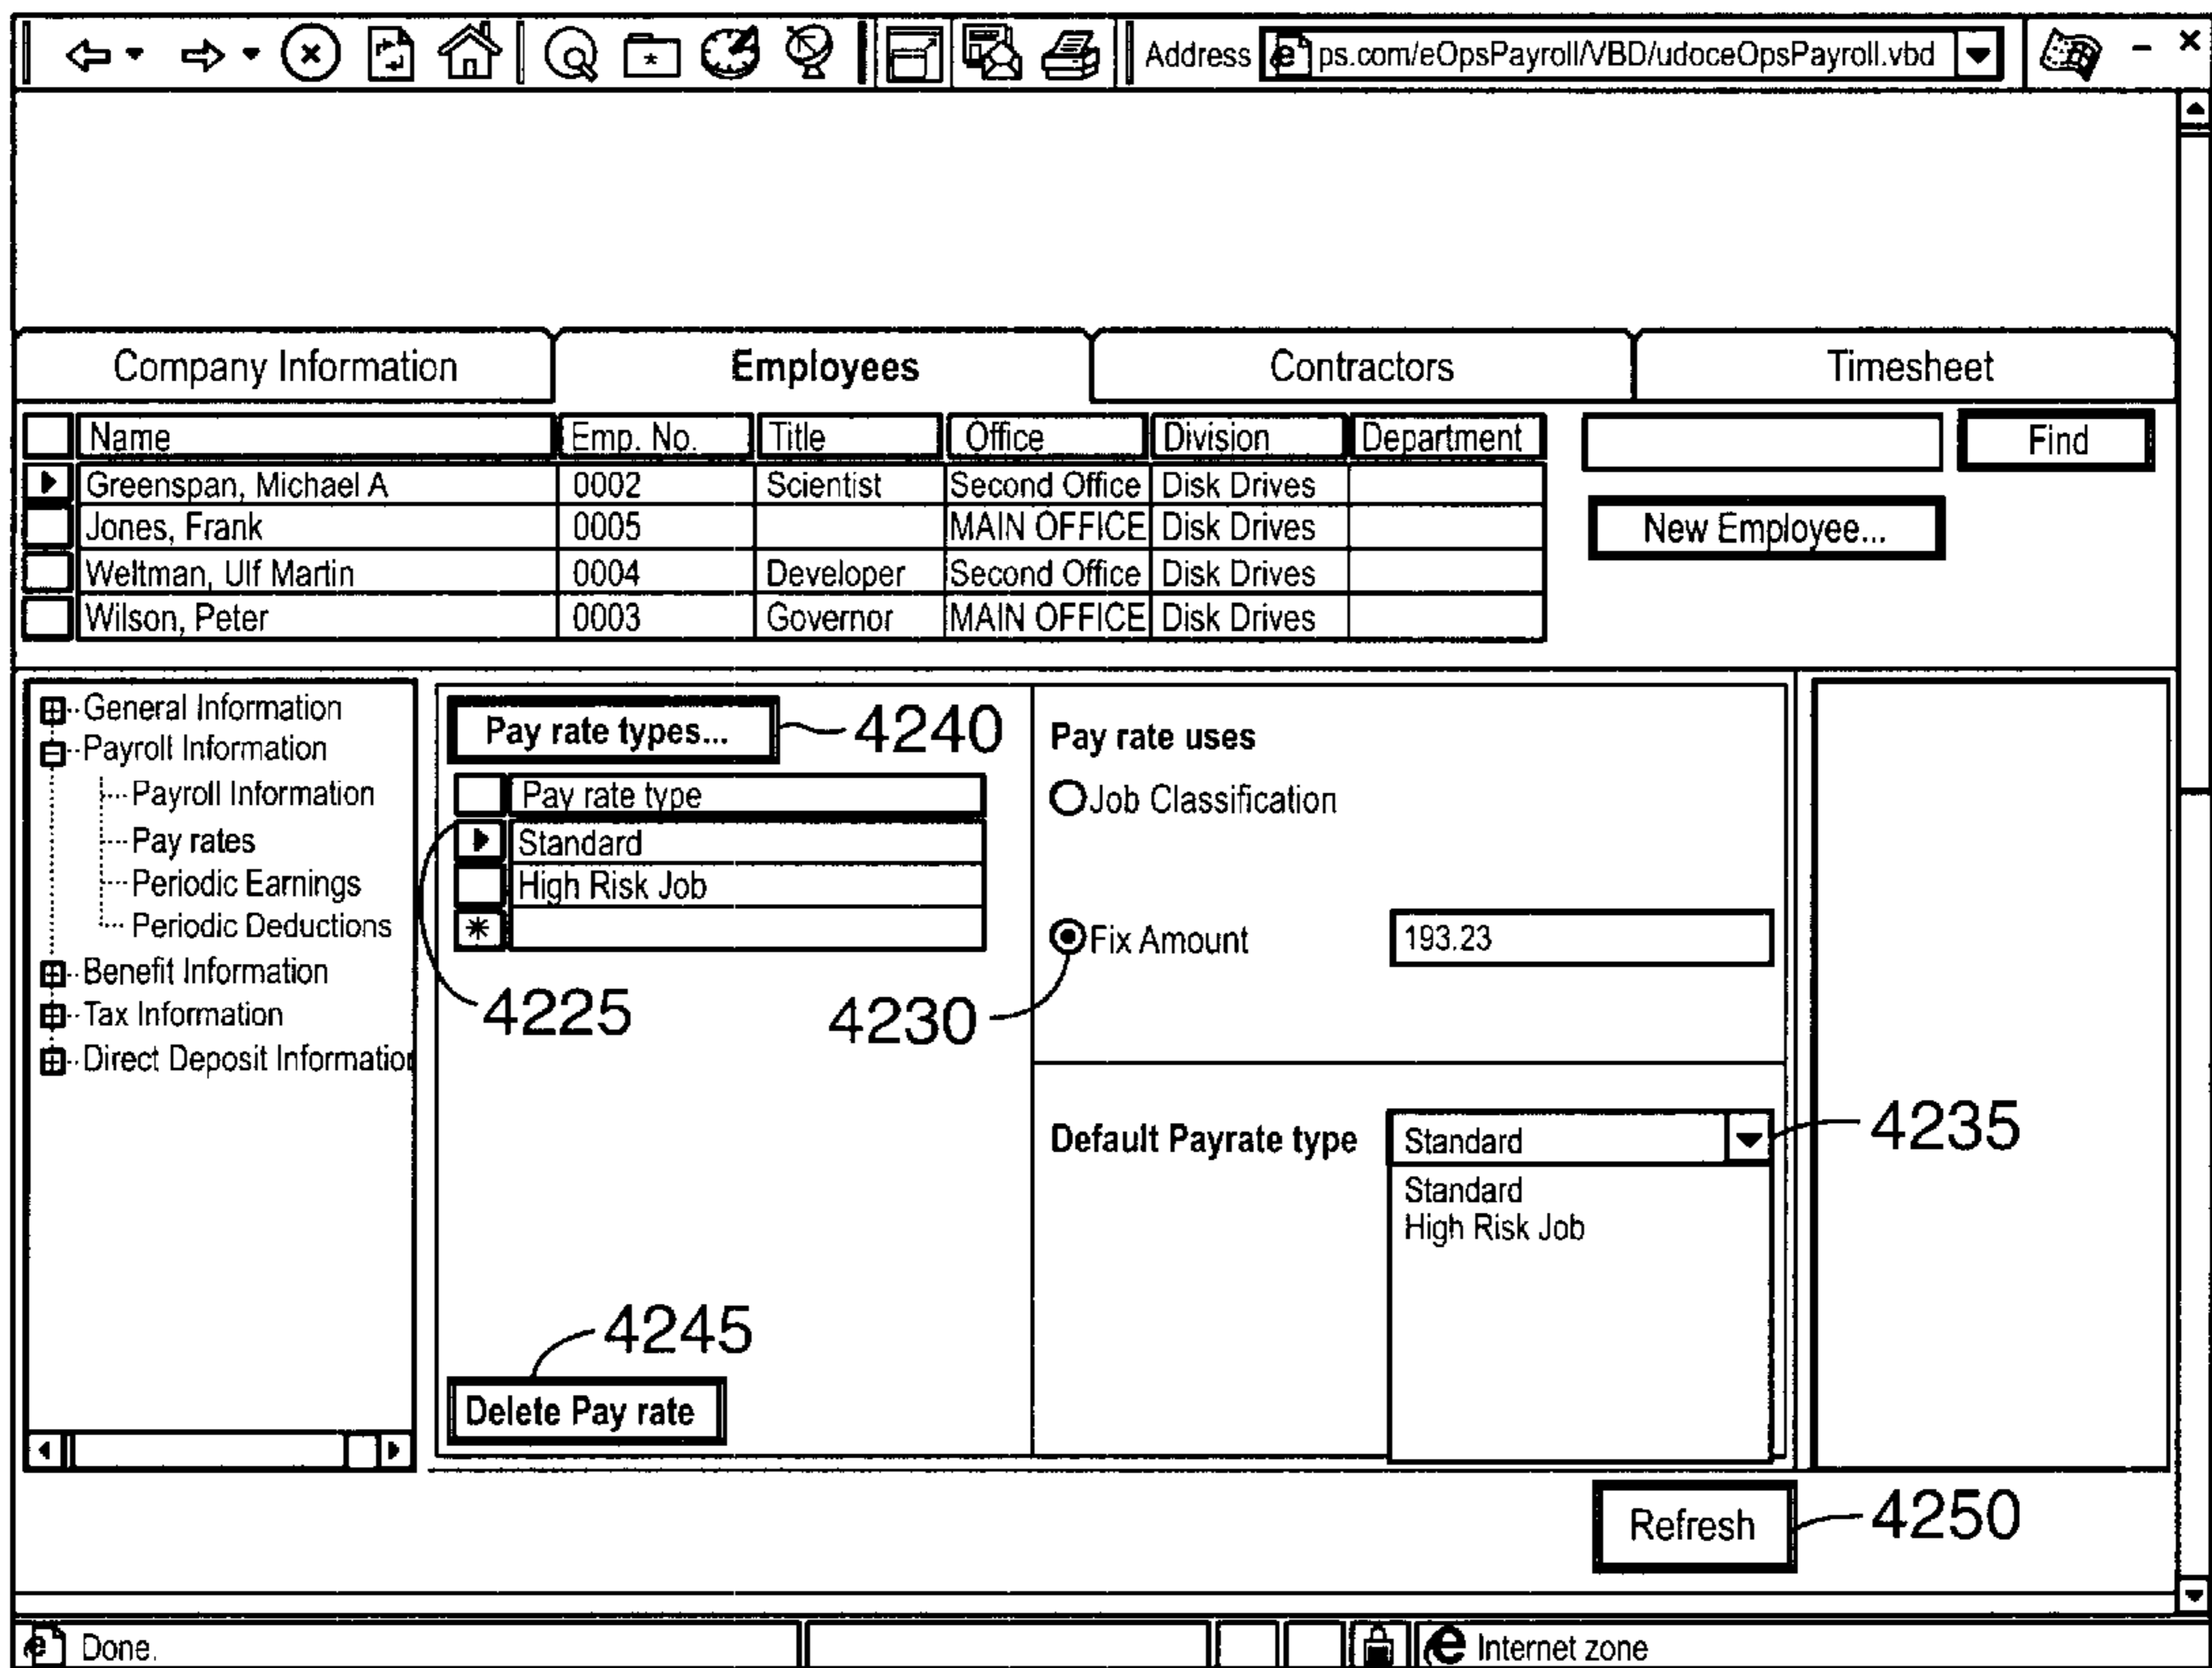 Address ps.com/eOpsPayroll/VBD/udoceOpsPayroll.vbd
Company Information Employees Contractors Timesheet
Name Emp. No. Title Office Division Department Find
Greenspan, Michael A 0002 Scientist Second Office Disk Drives
Jones, Frank 0005 MAIN OFFICE Disk Drives
New Employee...
Weltman, Ulf Martin 0004 Developer Second Office Disk Drives
Wilson, Peter 0003 Governor MAIN OFFICE Disk Drives
General Information
Payroll Information
Payroll Information
Pay rates
Periodic Earnings
Periodic Deductions
Benefit Information
Tax Information
Direct Deposit Information
Pay rate types... 4240
Pay rate type
Standard
High Risk Job
*
4225
4245
Delete Pay rate
Pay rate uses
Job Classification
Fix Amount 193.23
4230
Default Payrate type Standard 4235
Standard
High Risk Job
Refresh 4250
Done. Internet zone